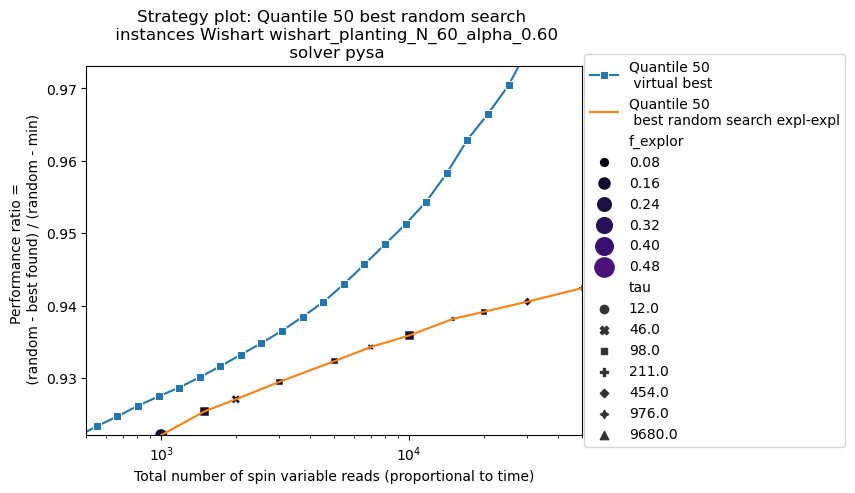 Strategy plot: Quantile 50 best random search
instances Wishart wishart_planting_N_60_alpha_0.60
solver pysa
Performance ratio =
(random - best found) / (random - min)
0.97
0.96
0.95
0.94
0.93
10^3
10^4
Total number of spin variable reads (proportional to time)
Quantile 50
virtual best
Quantile 50
best random search expl-expl
f_explor
0.08
0.16
0.24
0.32
0.40
0.48
tau
12.0
46.0
98.0
211.0
454.0
976.0
9680.0